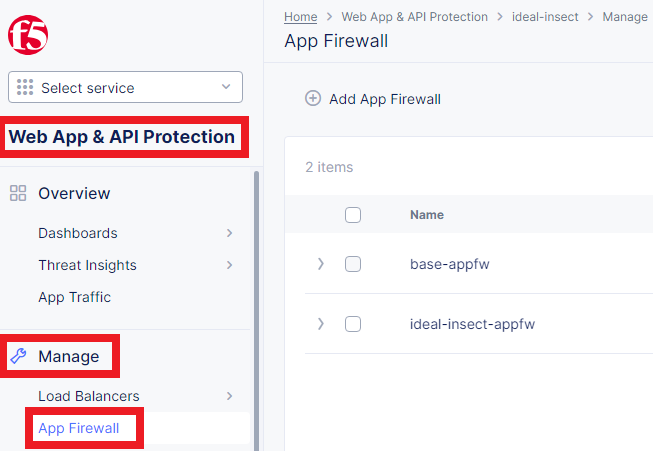 f5
Select service
Web App & API Protection
Overview
Dashboards
Threat Insights
App Traffic
Manage
Load Balancers
App Firewall
Home > Web App & API Protection > ideal-insect > Manage
App Firewall
Add App Firewall
2 items
Name
base-appfw
ideal-insect-appfw